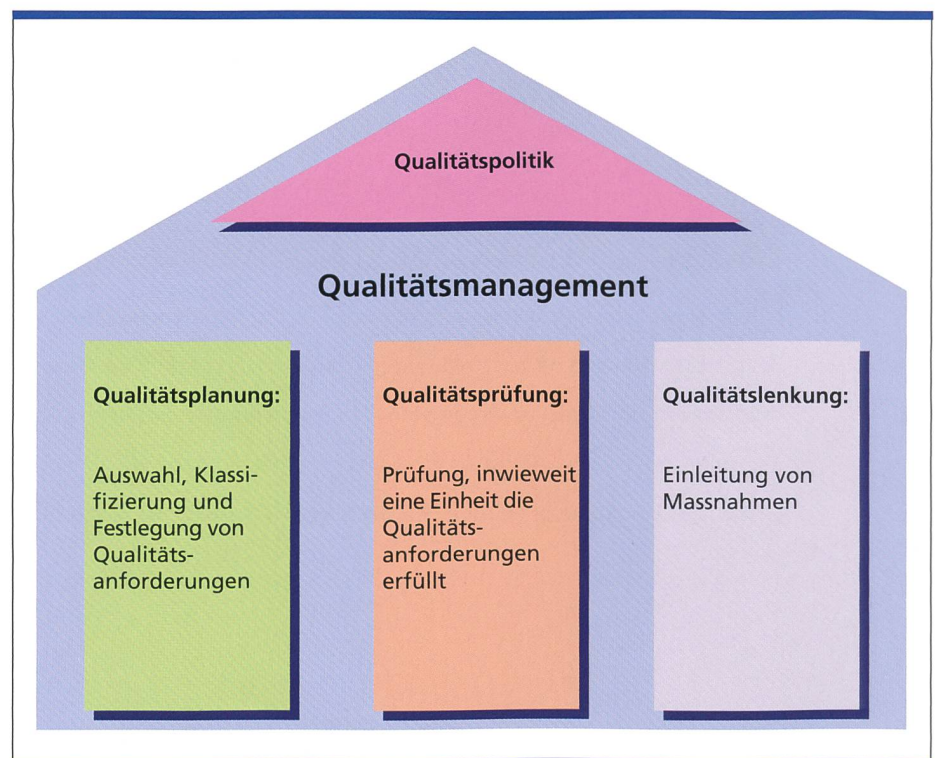 Qualitätspolitik
Qualitätsmanagement
Qualitätsplanung:
Auswahl, Klassi-
fizierung und
Festlegung von
Qualitäts-
anforderungen
Qualitätsprüfung:
Prüfung, inwieweit
eine Einheit die
Qualitäts-
anforderungen
erfüllt
Qualitätslenkung:
Einleitung von
Massnahmen